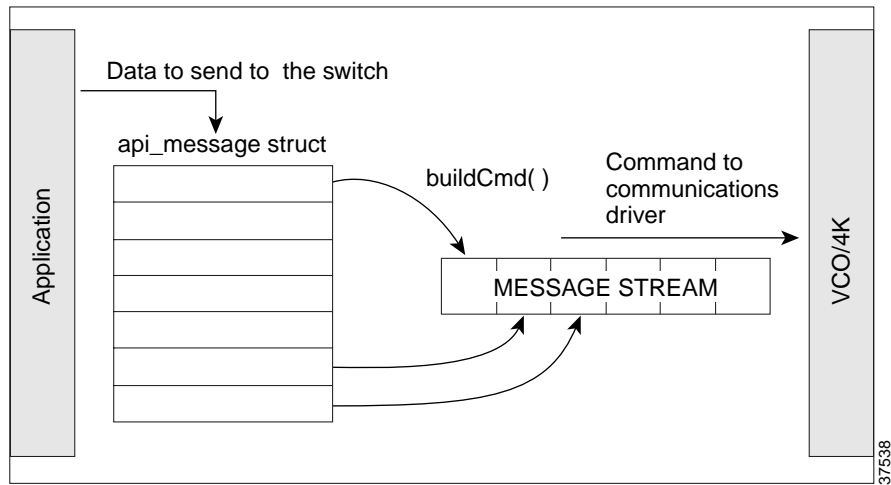 Application
Data to send to the switch
api_message struct
buildCmd( )
Command to
communications
driver
MESSAGE STREAM
VCO/4K
37538